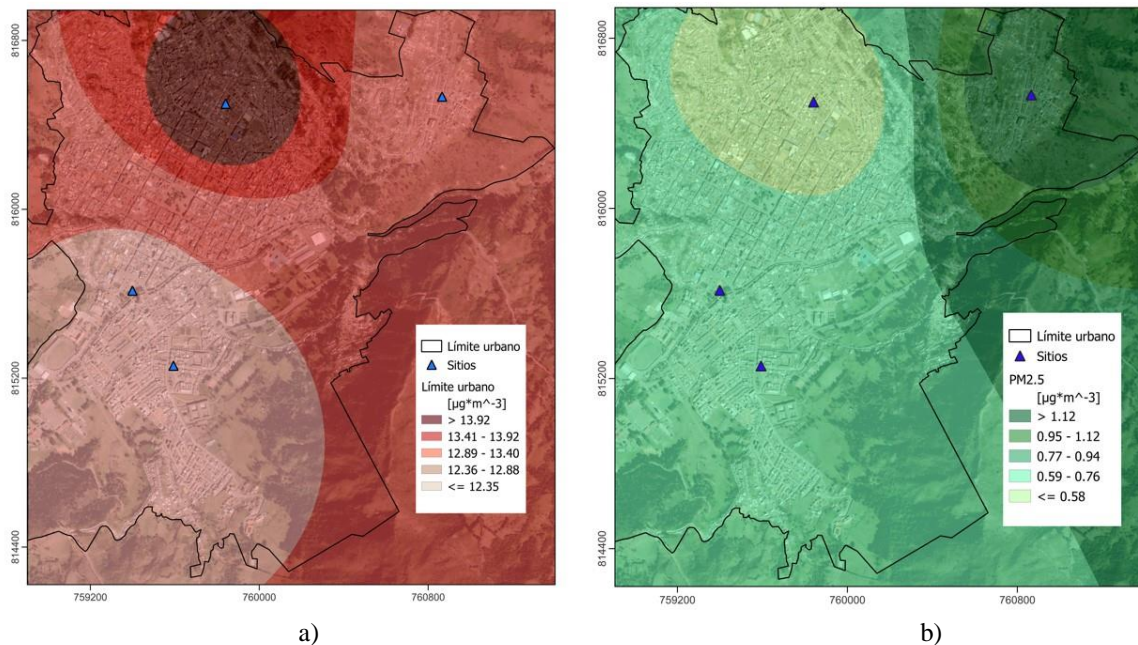 816800
816000
815200
814400
759200
760000
760800
Límite urbano
Sitios
Límite urbano
[µg*m^-3]
> 13.92
13.41 - 13.92
12.89 - 13.40
12.36 - 12.88
<= 12.35
a)
816800
816000
815200
814400
759200
760000
760800
Límite urbano
Sitios
PM2.5
[µg*m^-3]
> 1.12
0.95 - 1.12
0.77 - 0.94
0.59 - 0.76
<= 0.58
b)